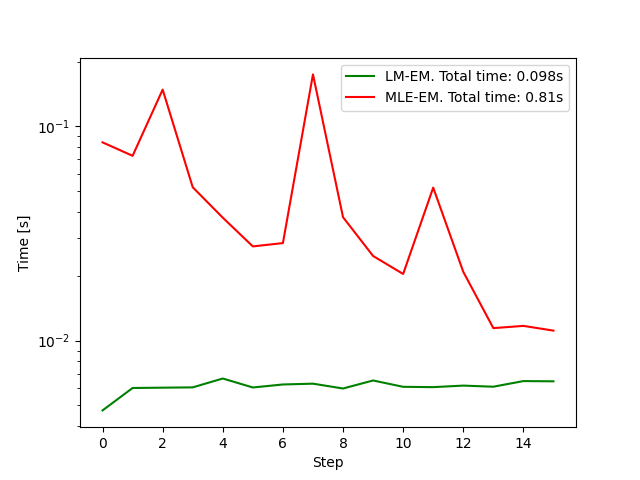 LM-EM. Total time: 0.098s
MLE-EM. Total time: 0.81s
10⁻¹
10⁻²
Time [s]
0 2 4 6 8 10 12 14
Step